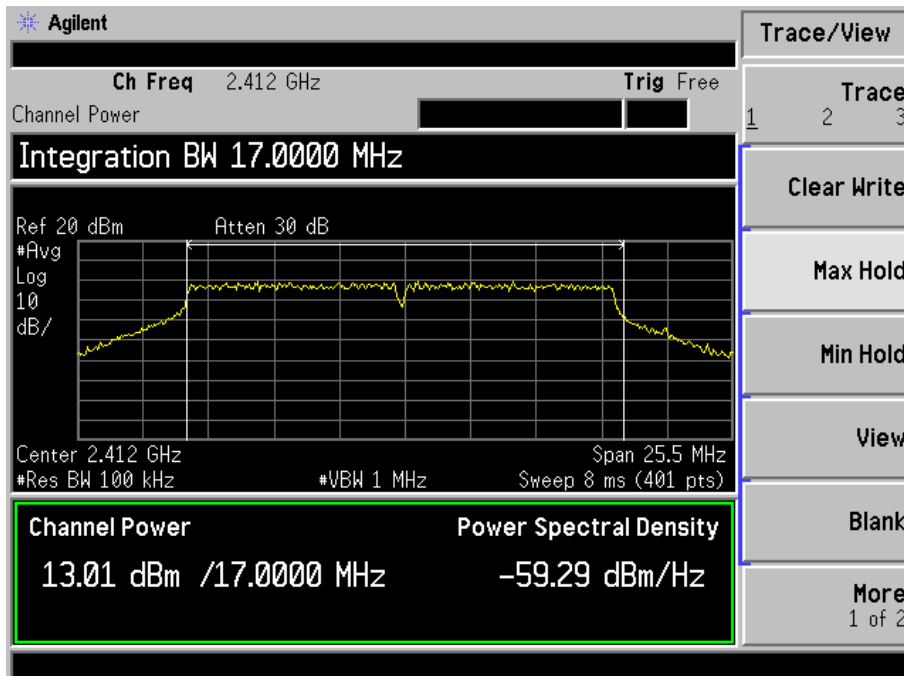 Agilent
Ch Freq 2.412 GHz Trig Free
Channel Power
Integration BW 17.0000 MHz
Ref 20 dBm Atten 30 dB
#Avg
Log
10
dB/
Center 2.412 GHz Span 25.5 MHz
#Res BW 100 kHz #VBW 1 MHz Sweep 8 ms (401 pts)
Channel Power Power Spectral Density
13.01 dBm /17.0000 MHz -59.29 dBm/Hz
Trace/View
Trace
1 2 3
Clear Write
Max Hold
Min Hold
View
Blank
More
1 of 2